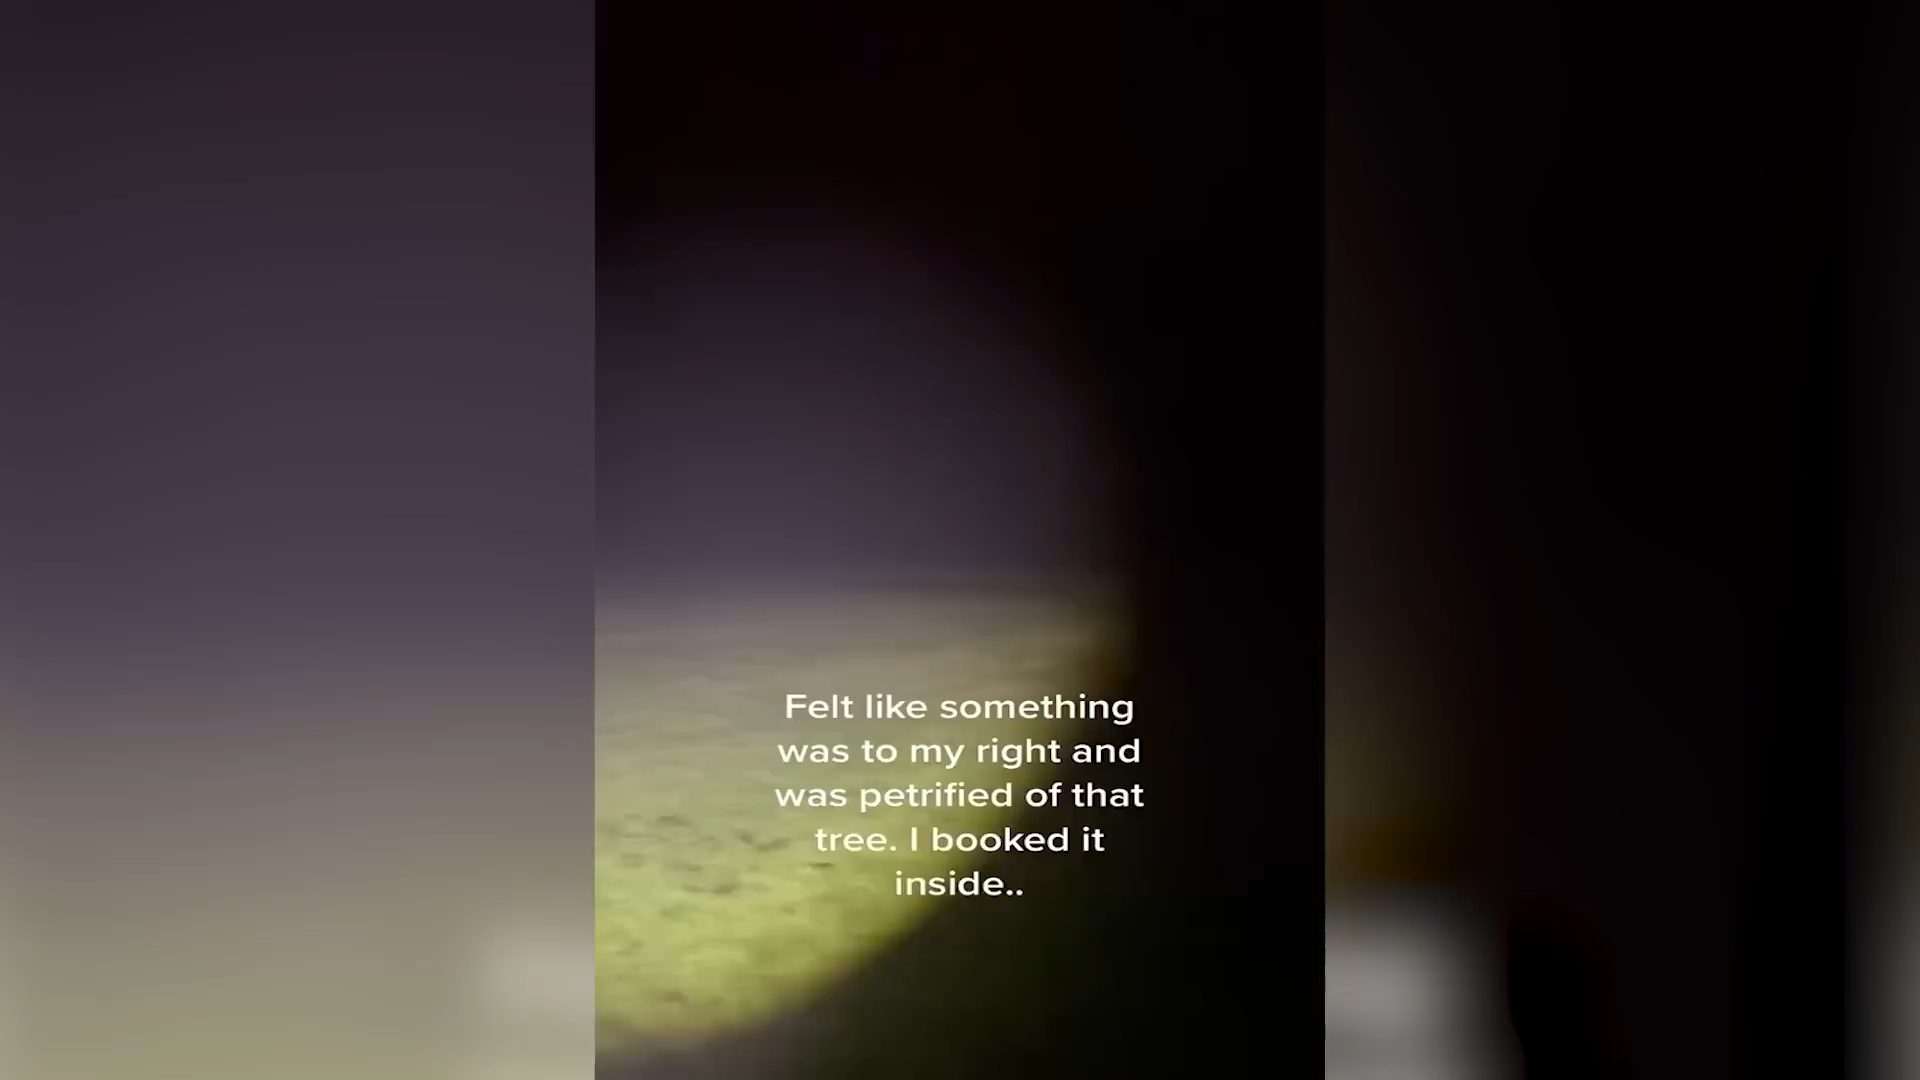 Felt like something
was to my right and
was petrified of that
tree. I booked it
inside..